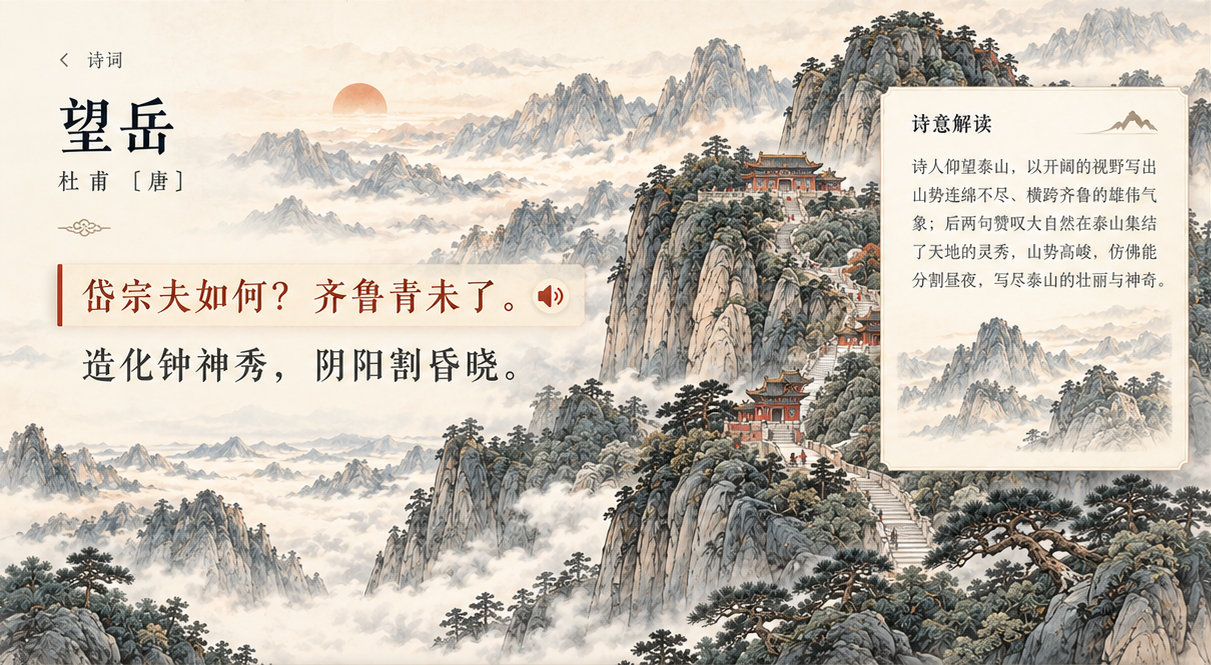 诗词
望岳
杜甫 〔唐〕
岱宗夫如何？齐鲁青未了。
造化钟神秀，阴阳割昏晓。
诗意解读
诗人仰望泰山，以开阔的视野写出
山势连绵不尽、横跨齐鲁的雄伟气
象；后两句赞叹大自然在泰山集结
了天地的灵秀，山势高峻，仿佛能
分割昼夜，写尽泰山的壮丽与神奇。